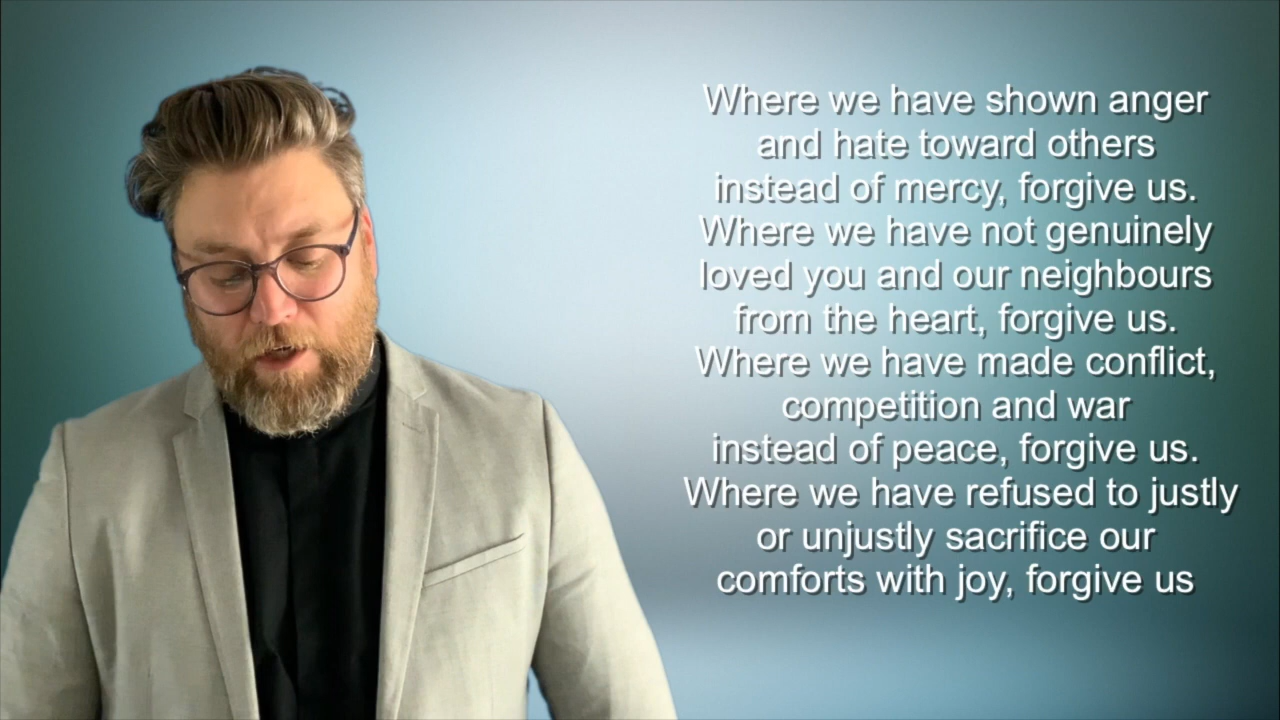 Where we have shown anger
and hate toward others
instead of mercy, forgive us.
Where we have not genuinely
loved you and our neighbours
from the heart, forgive us.
Where we have made conflict,
competition and war
instead of peace, forgive us.
Where we have refused to justly
or unjustly sacrifice our
comforts with joy, forgive us